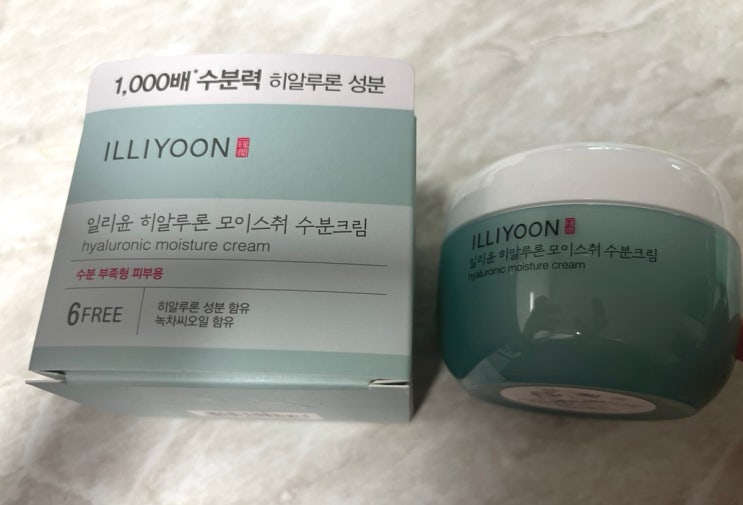 1,000배*수분력 히알루론 성분
ILLIYOON
일리윤 히알루론 모이스춰 수분크림
hyaluronic moisture cream
수분 부족형 피부용
6FREE
히알루론 성분 함유
녹차씨오일 함유
ILLIYOON
일리윤 히알루론 모이스춰 수분크림
hyaluronic moisture cream